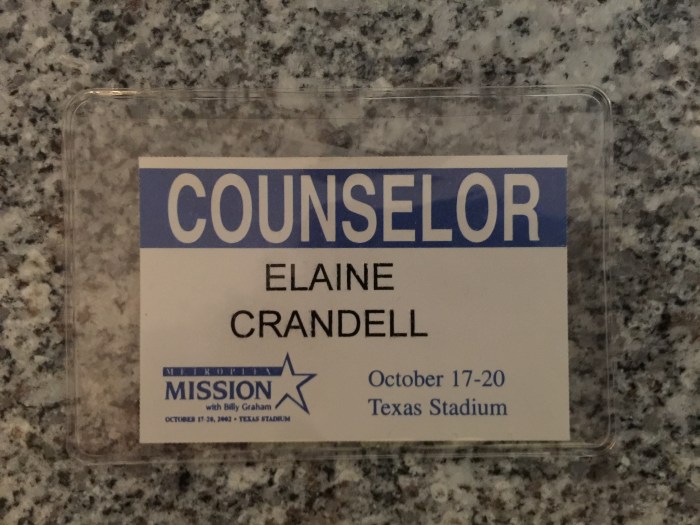 COUNSELOR
ELAINE
CRANDELL
METROPLEX
MISSION
with Billy Graham
OCTOBER 17-20, 2002 • TEXAS STADIUM
October 17-20
Texas Stadium